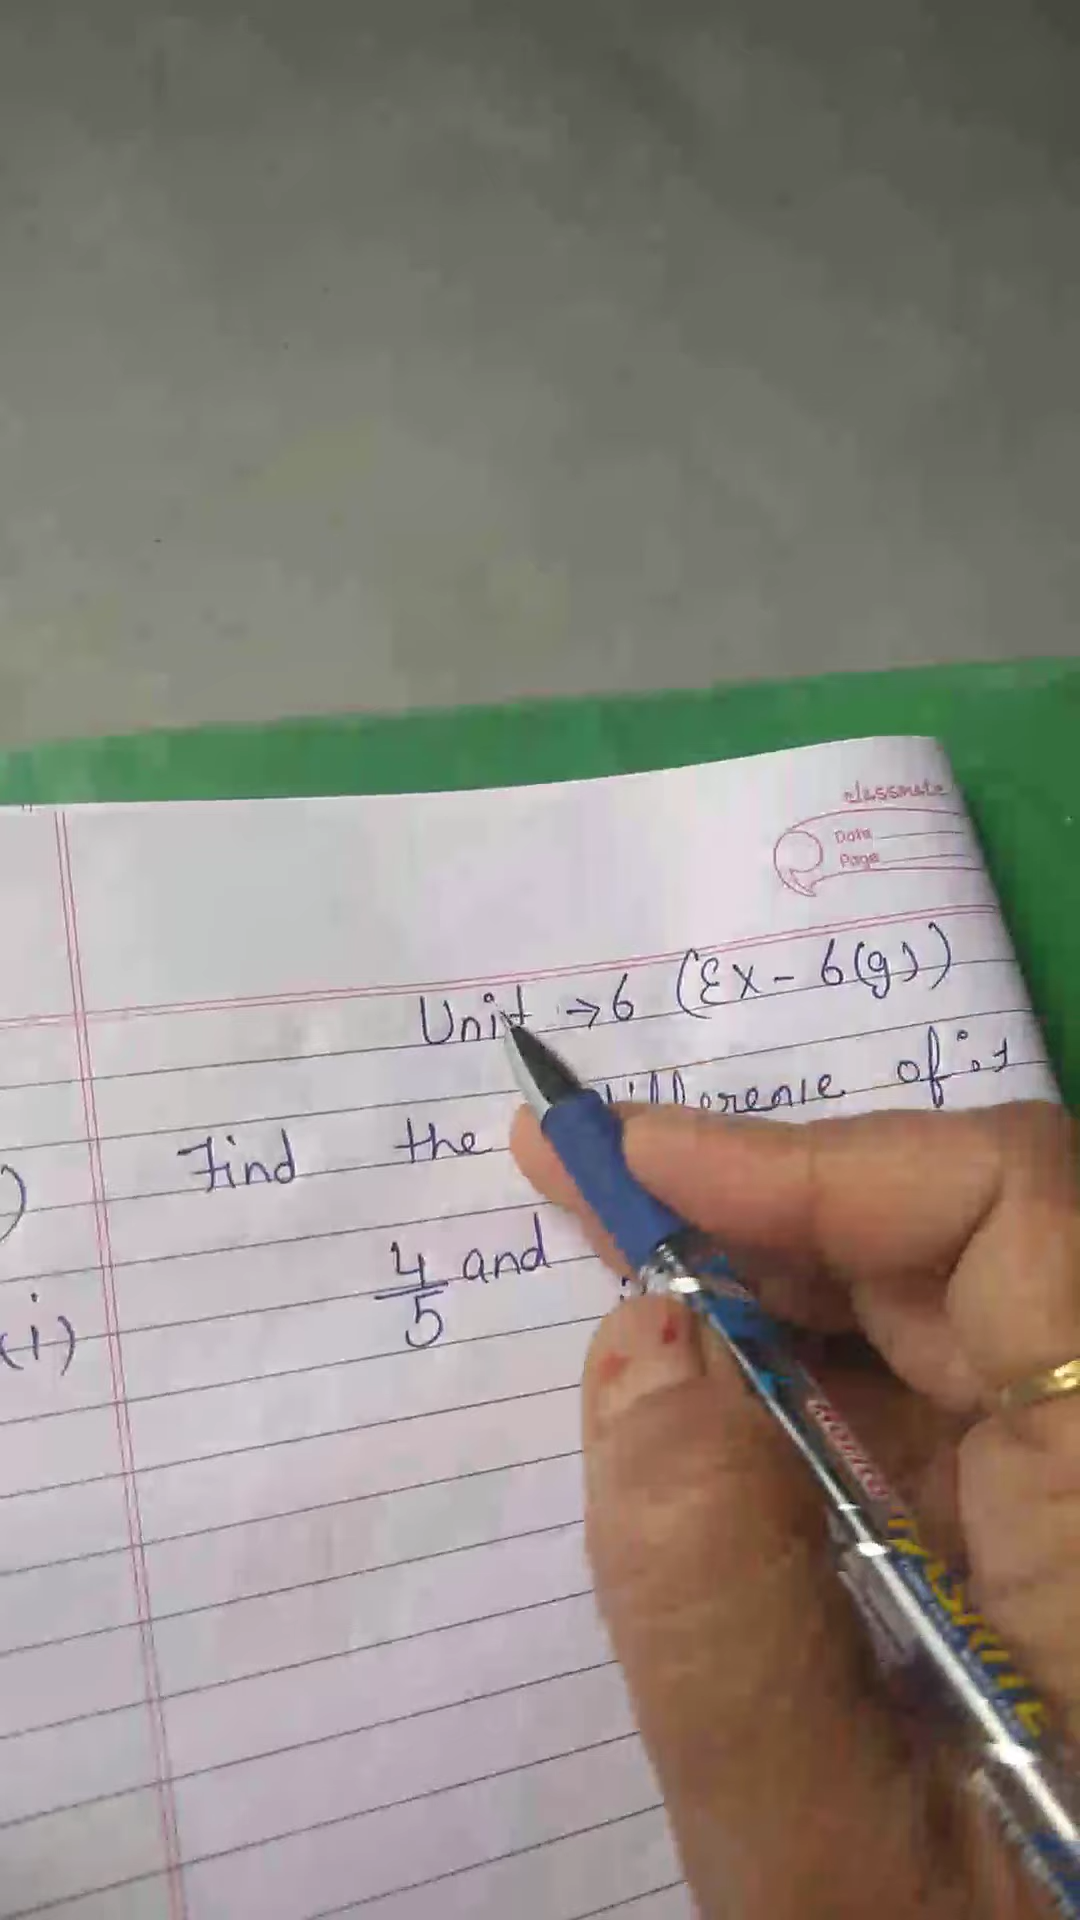 classmate
Date
Page
Unit → 6 (Ex - 6(g))
) Find the difference of :-
(i) 4/5 and